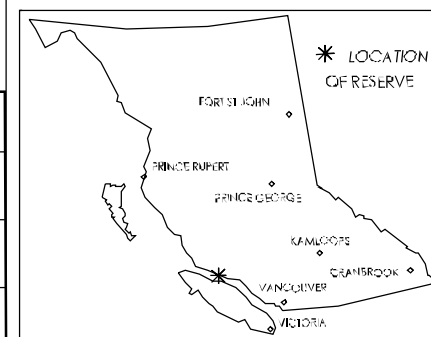 LOCATION
OF RESERVE
FORT ST JOHN
PRINCE RUPERT
PRINCE GEORGE
KAMLOOPS
CRANBROOK
VANCOUVER
VICTORIA